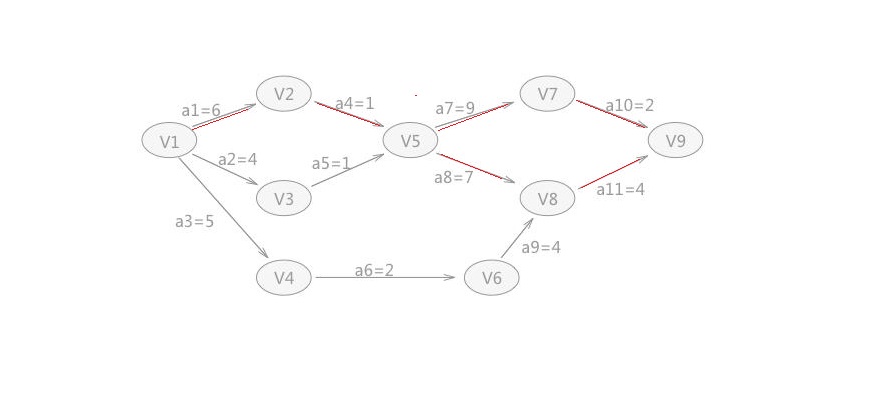 V2
V7
a1=6
a4=1
a7=9
a10=2
V1
V5
V9
a2=4
a5=1
a8=7
a11=4
V3
V8
a3=5
a9=4
V4
a6=2
V6